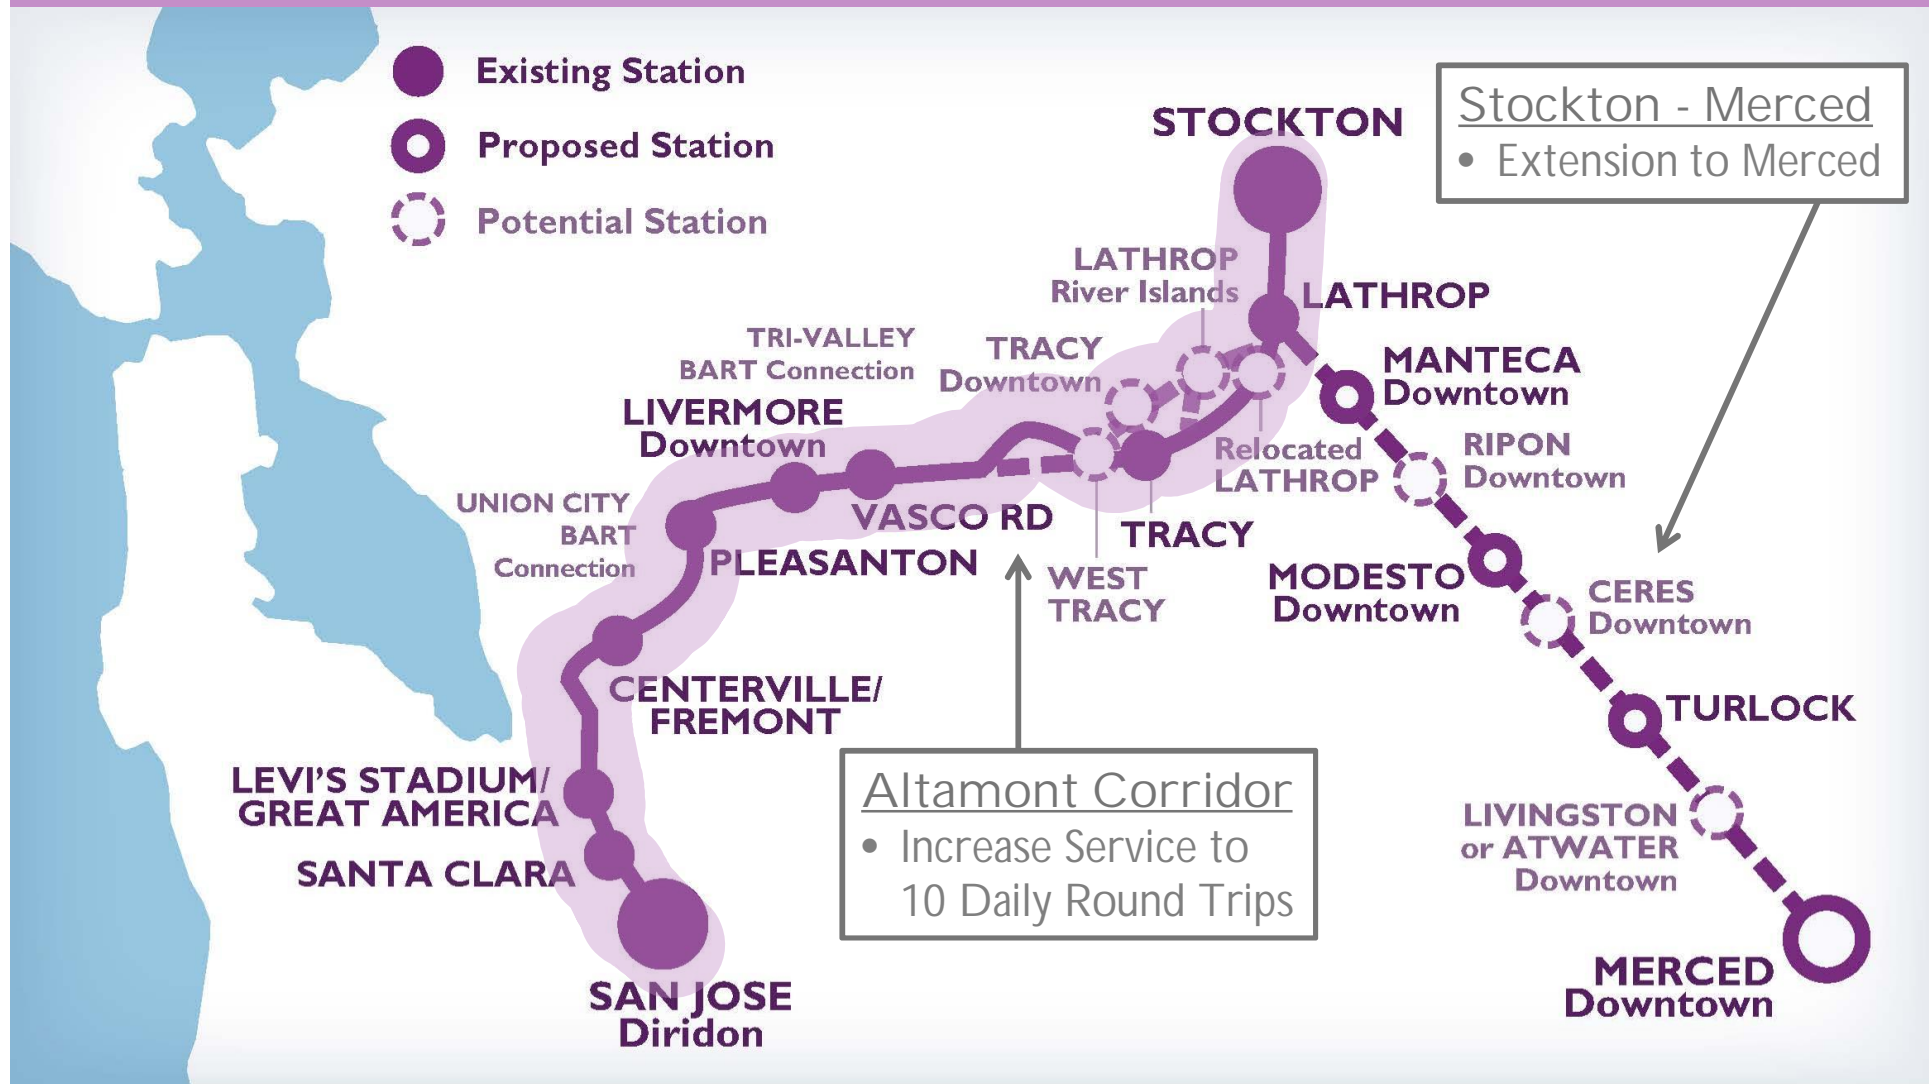 Existing Station
Proposed Station
Potential Station
STOCKTON
Stockton - Merced
• Extension to Merced
LATHROP
River Islands
LATHROP
TRI-VALLEY
BART Connection
TRACY
Downtown
MANTECA
Downtown
LIVERMORE
Downtown
Relocated
LATHROP
RIPON
Downtown
UNION CITY
BART
Connection
VASCO RD
TRACY
PLEASANTON
WEST
TRACY
MODESTO
Downtown
CERES
Downtown
CENTERVILLE/
FREMONT
TURLOCK
LEVI'S STADIUM/
GREAT AMERICA
Altamont Corridor
• Increase Service to
10 Daily Round Trips
LIVINGSTON
or ATWATER
Downtown
SANTA CLARA
MERCED
Downtown
SAN JOSE
Diridon